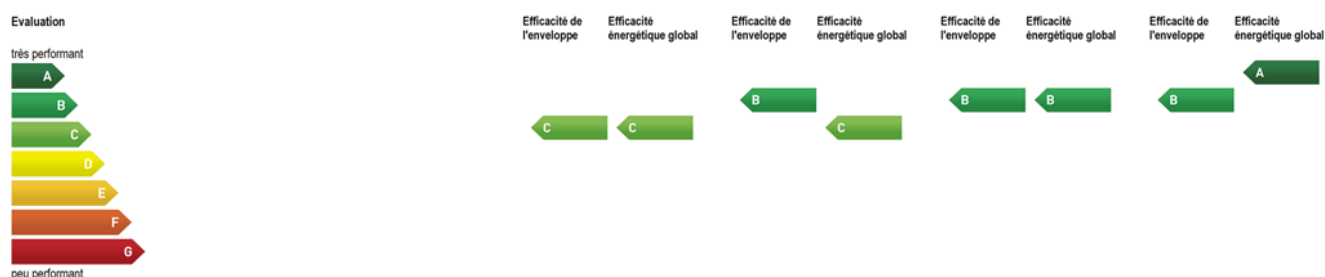 Evaluation
Efficacité de l'enveloppe
Efficacité énergétique global
Efficacité de l'enveloppe
Efficacité énergétique global
Efficacité de l'enveloppe
Efficacité énergétique global
Efficacité de l'enveloppe
Efficacité énergétique global
très performant
A
A
B
B
B
B
B
C
C
C
C
D
E
F
G
peu performant